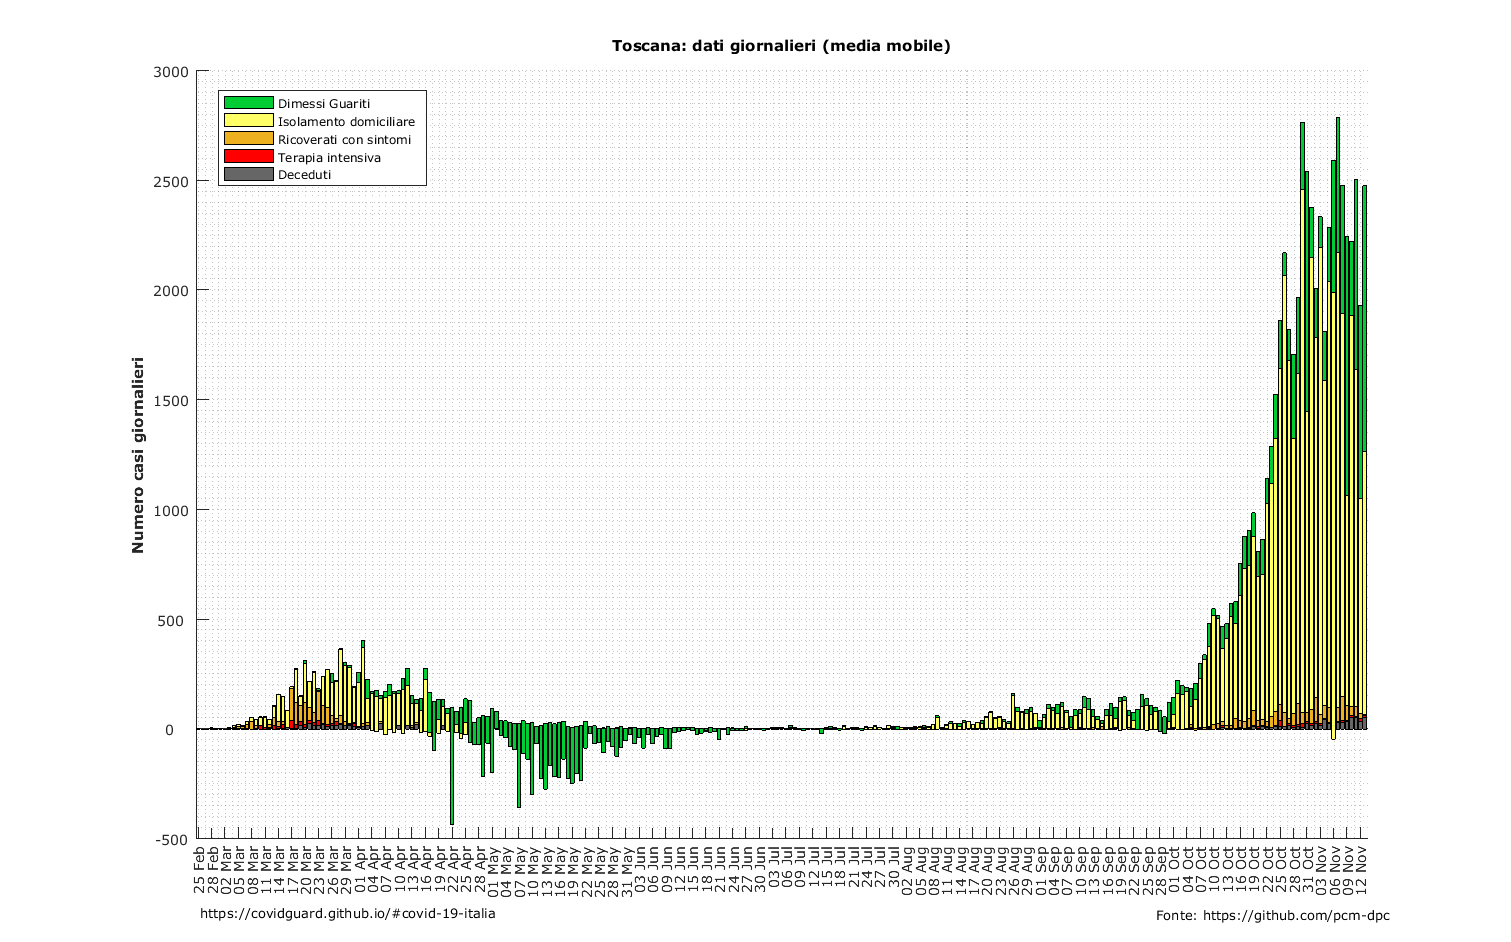 Toscana: dati giornalieri (media mobile)
3000
2500
2000
1500
1000
500
0
-500
Numero casi giornalieri
Dimessi Guariti
Isolamento domiciliare
Ricoverati con sintomi
Terapia intensiva
Deceduti
25 Feb
28 Feb
02 Mar
05 Mar
08 Mar
11 Mar
14 Mar
17 Mar
20 Mar
23 Mar
26 Mar
29 Mar
01 Apr
04 Apr
07 Apr
10 Apr
13 Apr
16 Apr
19 Apr
22 Apr
25 Apr
28 Apr
01 May
04 May
07 May
10 May
13 May
16 May
19 May
22 May
25 May
28 May
31 May
03 Jun
06 Jun
09 Jun
12 Jun
15 Jun
18 Jun
21 Jun
24 Jun
27 Jun
30 Jun
03 Jul
06 Jul
09 Jul
12 Jul
15 Jul
18 Jul
21 Jul
24 Jul
27 Jul
30 Jul
02 Aug
05 Aug
08 Aug
11 Aug
14 Aug
17 Aug
20 Aug
23 Aug
26 Aug
29 Aug
01 Sep
04 Sep
07 Sep
10 Sep
13 Sep
16 Sep
19 Sep
22 Sep
25 Sep
28 Sep
01 Oct
04 Oct
07 Oct
10 Oct
13 Oct
16 Oct
19 Oct
22 Oct
25 Oct
28 Oct
31 Oct
03 Nov
06 Nov
09 Nov
12 Nov
https://covidguard.github.io/#covid-19-italia
Fonte: https://github.com/pcm-dpc